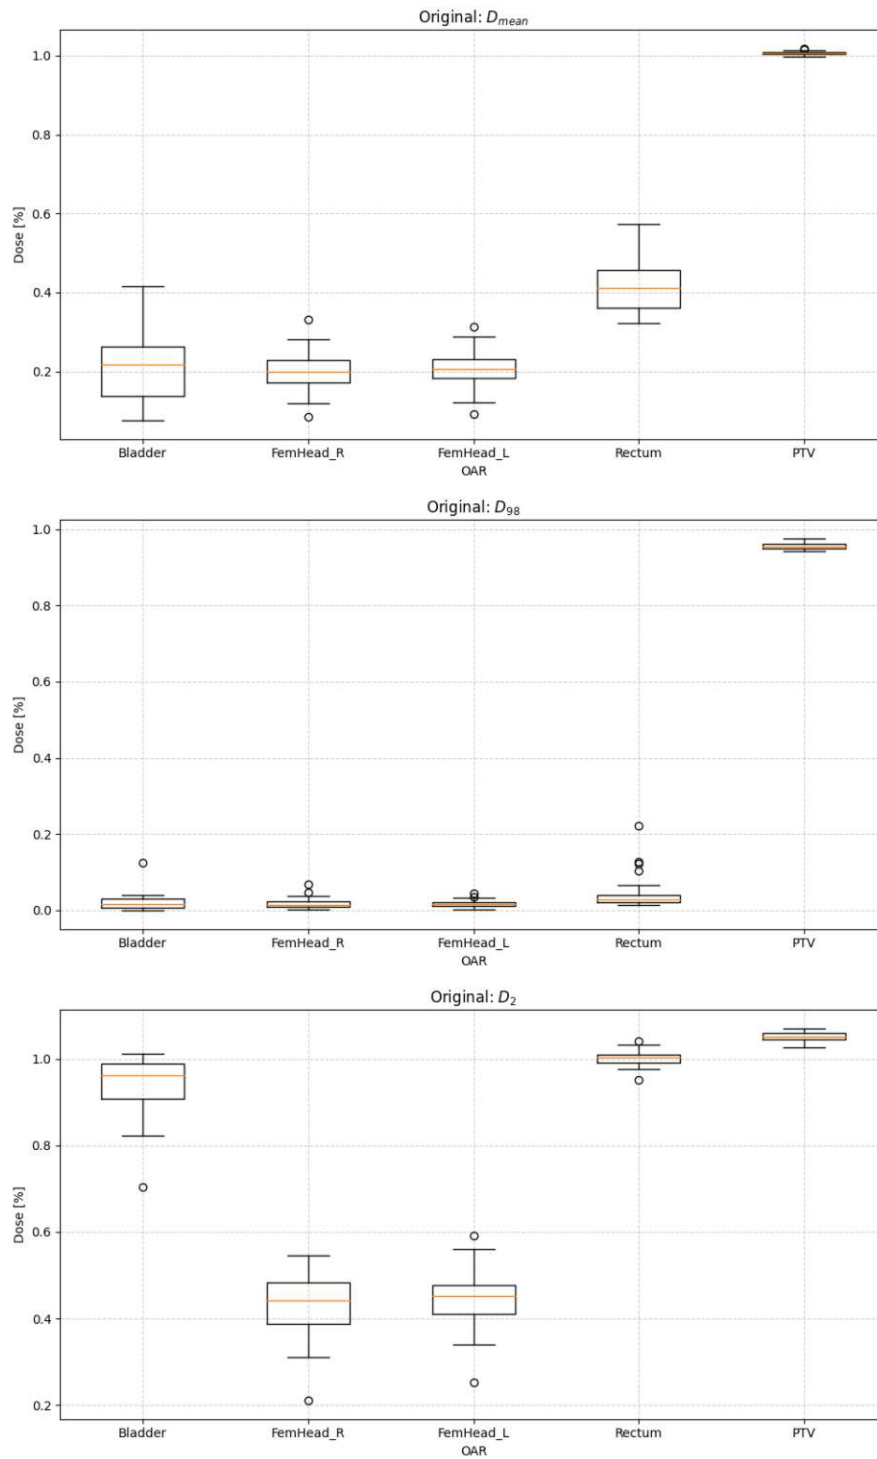 Original: D_mean
1.0
0.8
0.6
0.4
0.2
Dose [%]
Bladder FemHead_R FemHead_L Rectum PTV
OAR
Original: D_98
1.0
0.8
0.6
0.4
0.2
0.0
Dose [%]
Bladder FemHead_R FemHead_L Rectum PTV
OAR
Original: D_2
1.0
0.8
0.6
0.4
0.2
Dose [%]
Bladder FemHead_R FemHead_L Rectum PTV
OAR